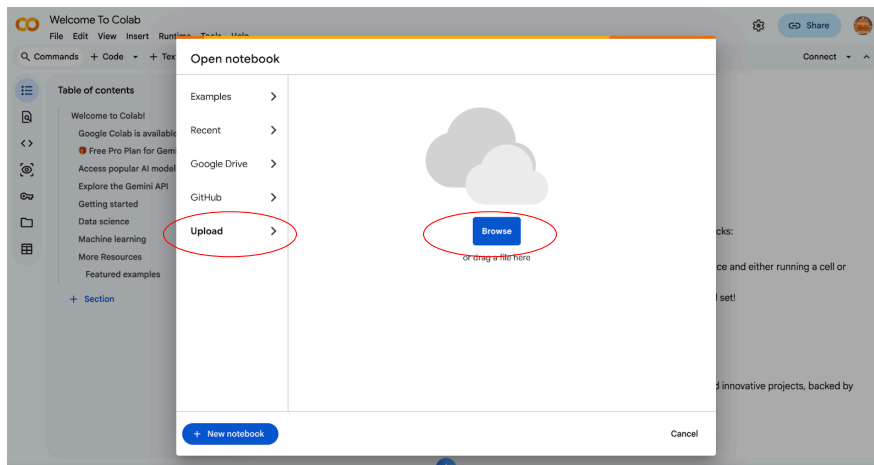 Welcome To Colab
File Edit View Insert Runtime Tools Help
Share
Commands + Code + Tex
Connect
Open notebook
Table of contents
Welcome to Colab!
Google Colab is available
Free Pro Plan for Gemi
Access popular AI model
Explore the Gemini API
Getting started
Data science
Machine learning
More Resources
Featured examples
+ Section
Examples
Recent
Google Drive
GitHub
Upload
Browse
or drag a file here
+ New notebook
Cancel
cks:
ce and either running a cell or
l set!
d innovative projects, backed by